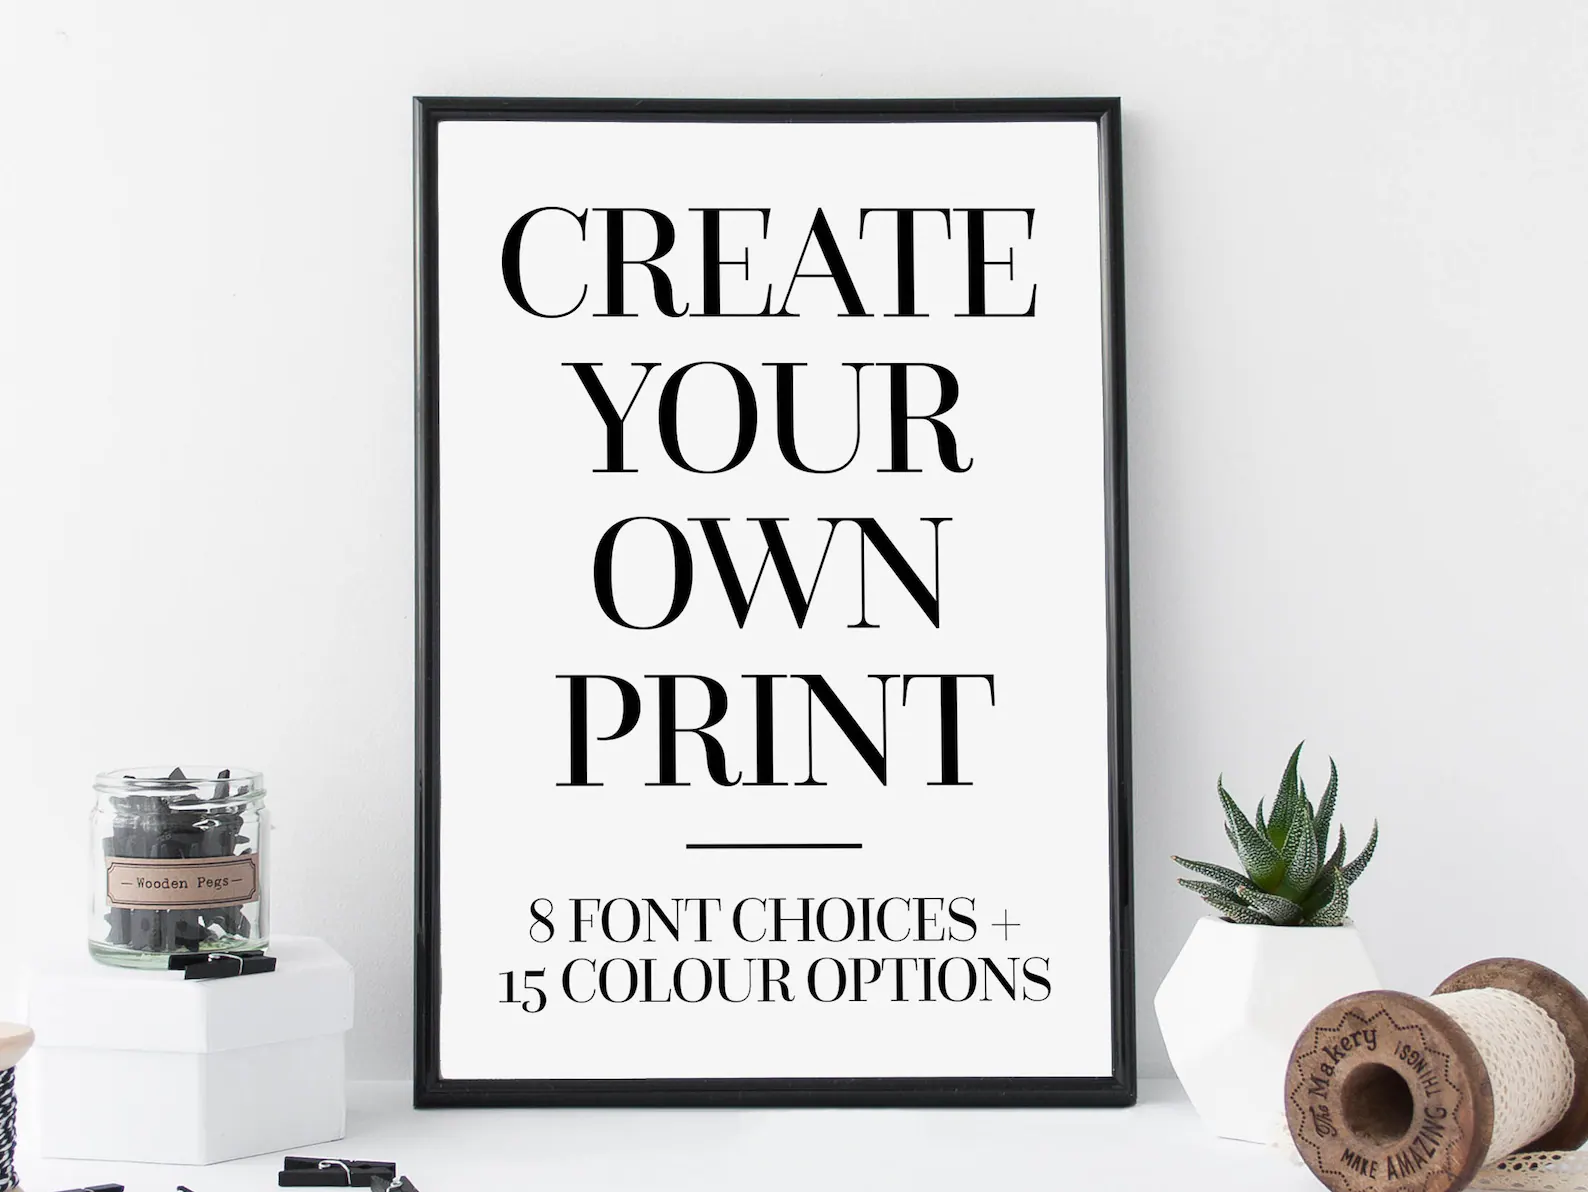 CREATE
YOUR
OWN
PRINT
8 FONT CHOICES +
15 COLOUR OPTIONS
— Wooden Pegs —
The Makery
MAKE AMAZING THINGS!